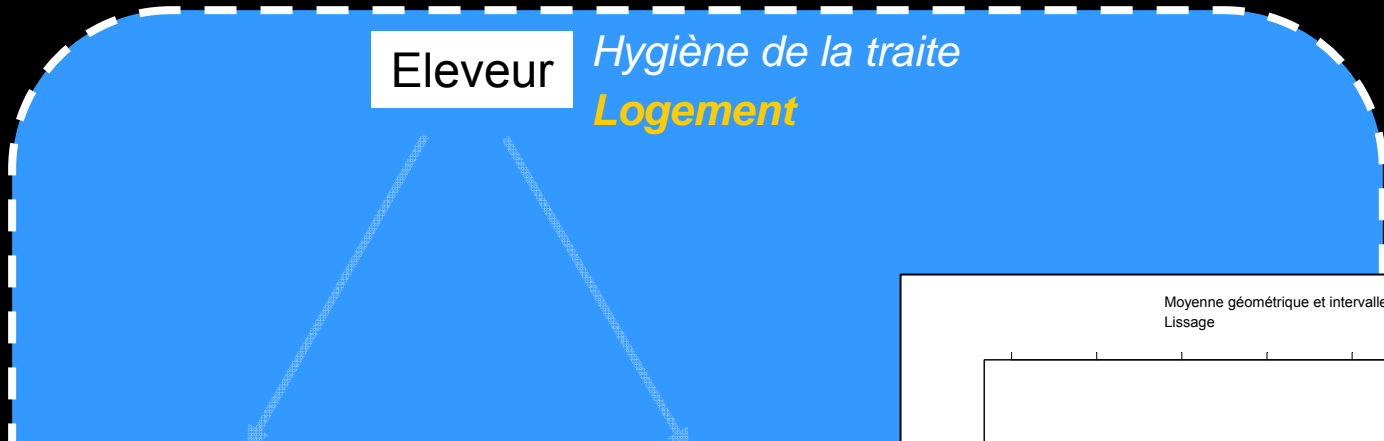 Eleveur
Hygiène de la traite
Logement
Moyenne géométrique et intervalle
Lissage